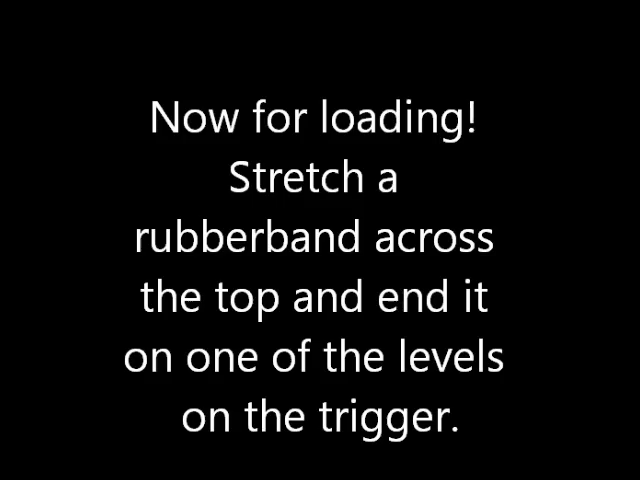 Now for loading!
Stretch a
rubberband across
the top and end it
on one of the levels
on the trigger.